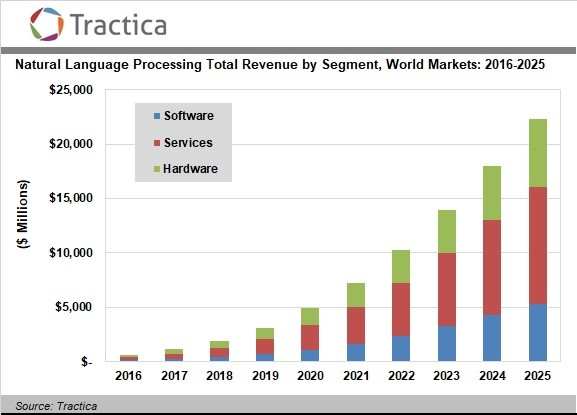 Tractica
Natural Language Processing Total Revenue by Segment, World Markets: 2016-2025
$25,000
$20,000
$15,000
$10,000
$5,000
$-
($ Millions)
Software
Services
Hardware
2016 2017 2018 2019 2020 2021 2022 2023 2024 2025
Source: Tractica